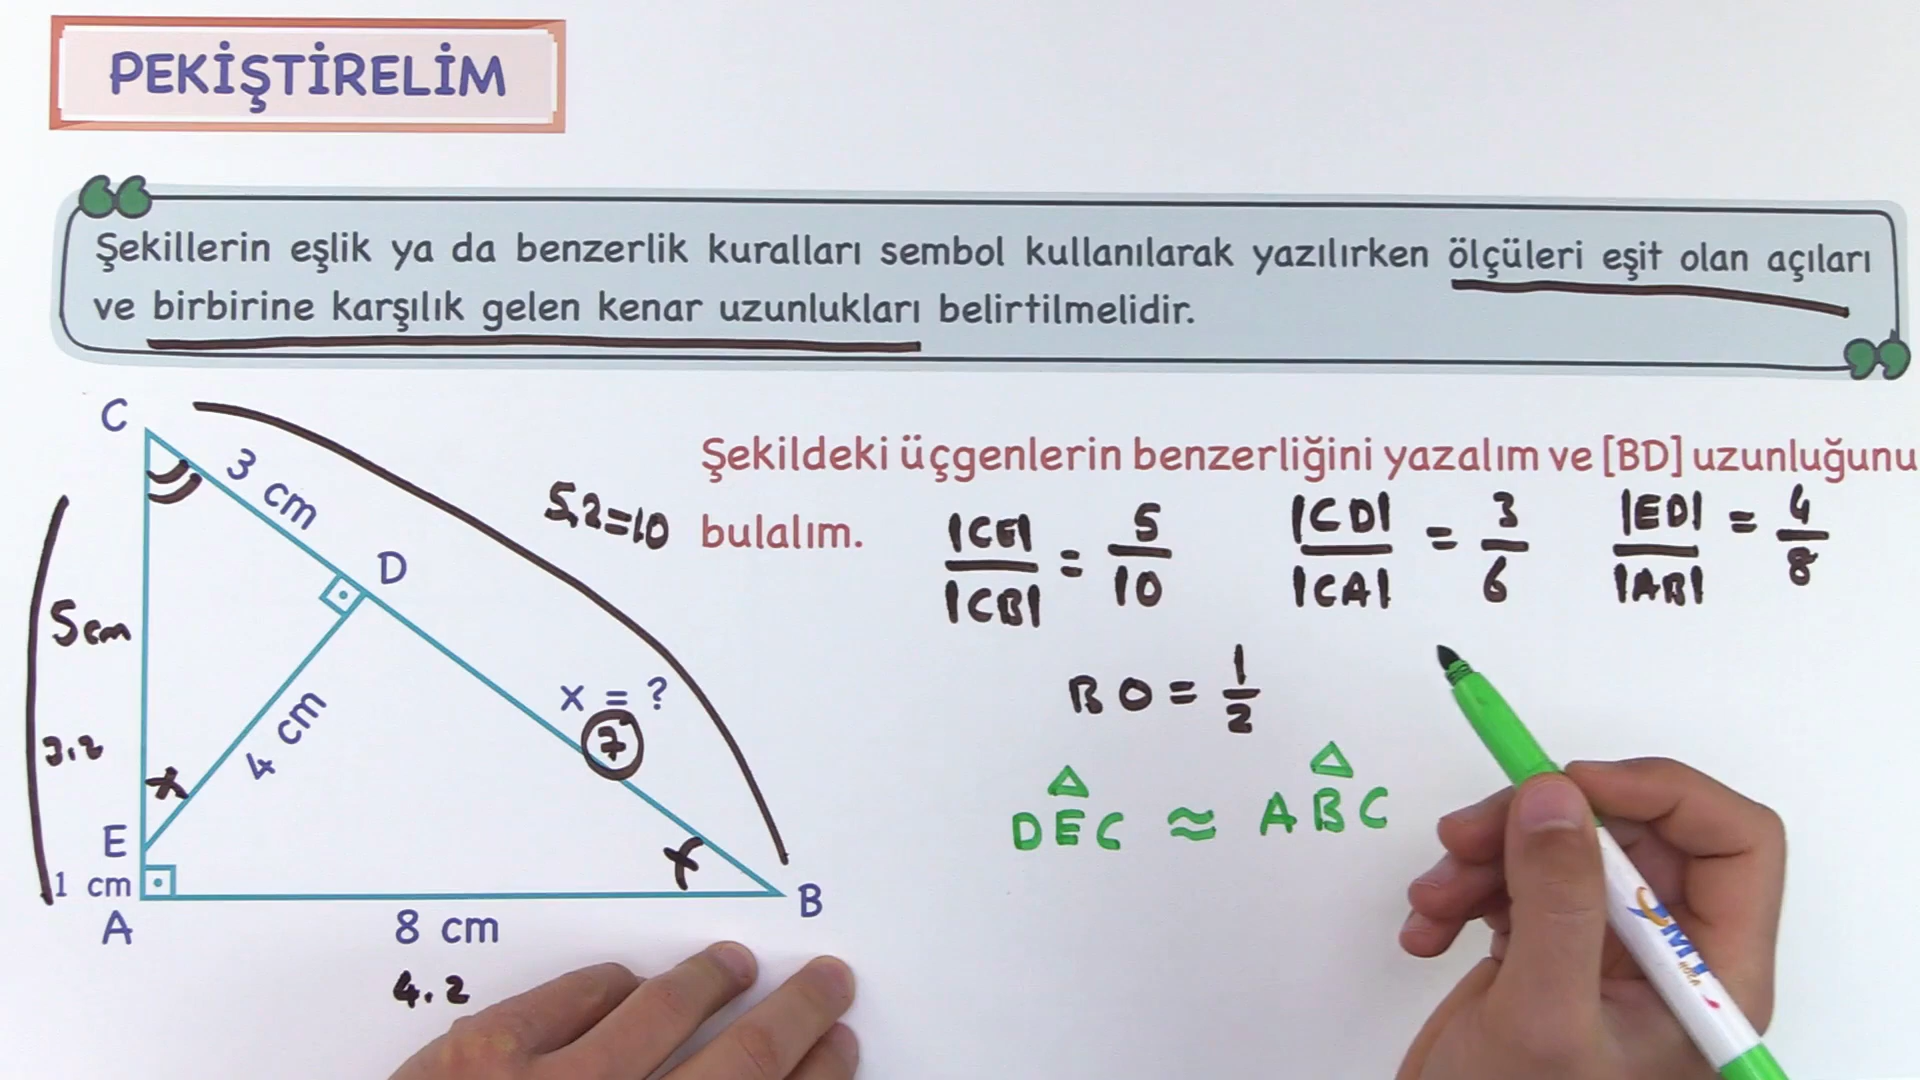 PEKİŞTİRELİM
Şekillerin eşlik ya da benzerlik kuralları sembol kullanılarak yazılırken ölçüleri eşit olan açıları
ve birbirine karşılık gelen kenar uzunlukları belirtilmelidir.
Şekildeki üçgenlerin benzerliğini yazalım ve [BD] uzunluğunu
bulalım.
C
3 cm
D
5,2=10
5cm
3.2
4 cm
x = ?
7
x
x
E
1 cm
A
8 cm
B
4.2
|CE|/|CB| = 5/10
|CD|/|CA| = 3/6
|ED|/|AB| = 4/8
BO = 1/2
DEC ≈ ABC